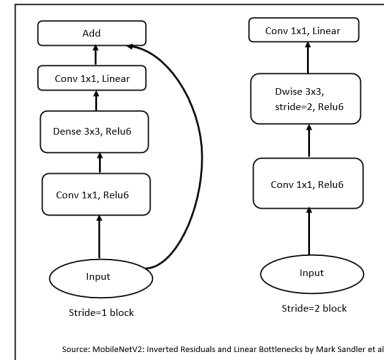 Add
Conv 1x1, Linear
Dense 3x3, Relu6
Conv 1x1, Relu6
Input
Stride=1 block
Conv 1x1, Linear
Dwise 3x3,
stride=2, Relu6
Conv 1x1, Relu6
Input
Stride=2 block
Source: MobileNetV2: Inverted Residuals and Linear Bottlenecks by Mark Sandler et al